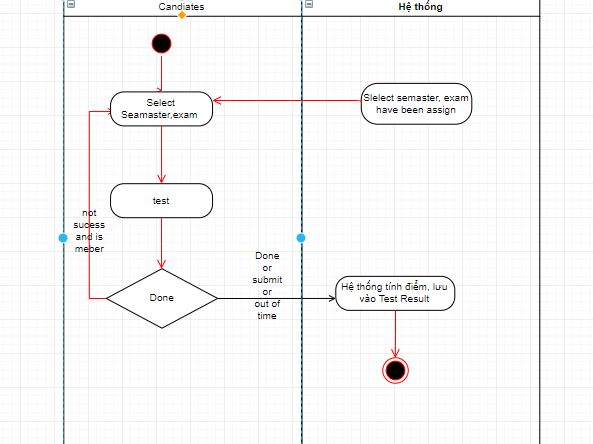 Candiates
Hệ thống
Select
Seamaster,exam
Slelect semaster, exam
have been assign
test
not
sucess
and is
meber
Done
Done
or
submit
or
out of
time
Hệ thống tính điểm, lưu
vào Test Result